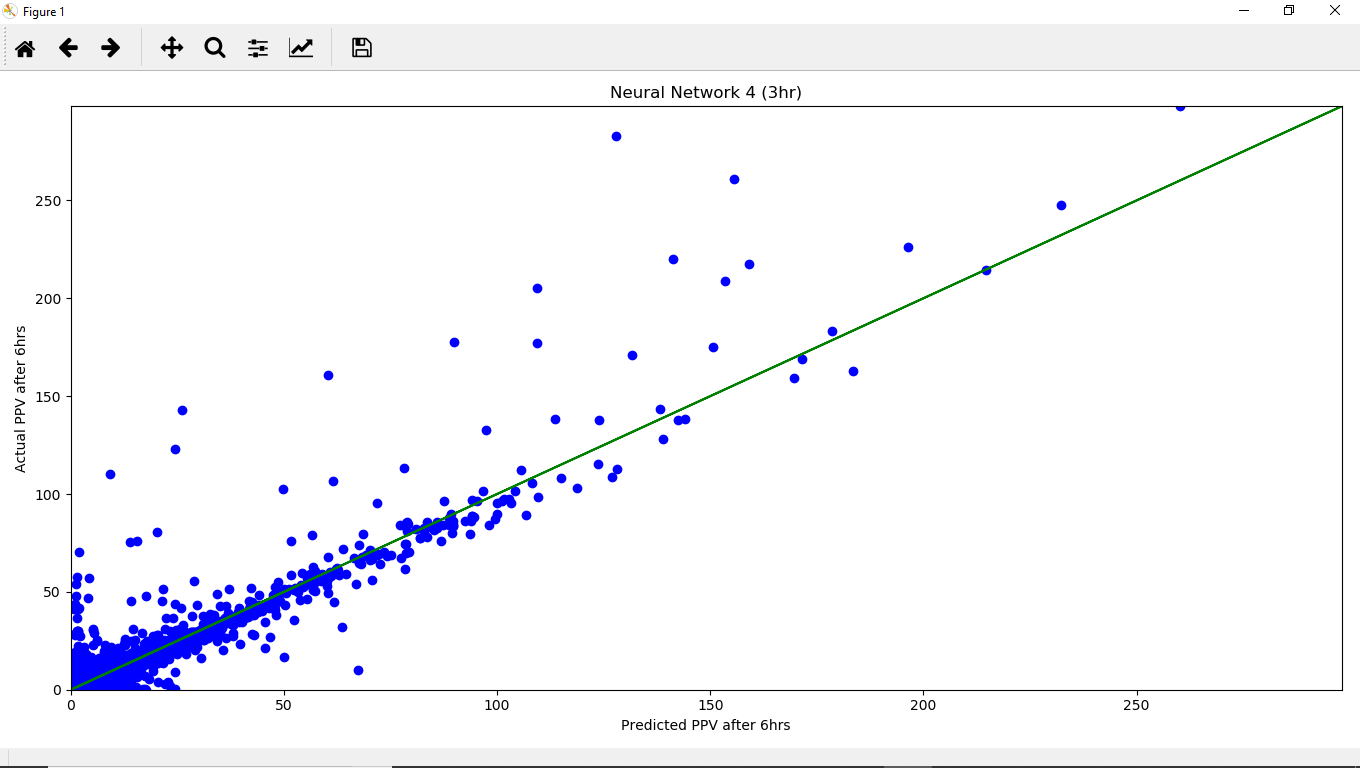 Figure 1
Neural Network 4 (3hr)
250
200
150
100
50
0
Actual PPV after 6hrs
0 50 100 150 200 250
Predicted PPV after 6hrs